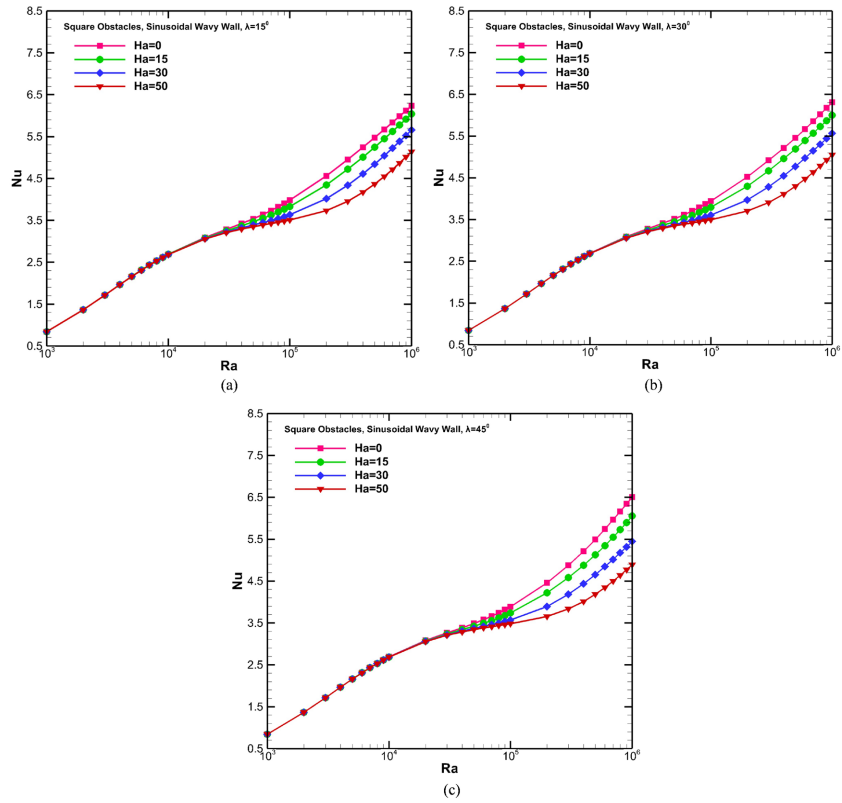 8.5
Square Obstacles, Sinusoidal Wavy Wall, λ=15⁰
Ha=0
Ha=15
Ha=30
Ha=50
7.5
6.5
5.5
4.5
3.5
2.5
1.5
0.5
Nu
10³ 10⁴ 10⁵ 10⁶
Ra
(a)
8.5
Square Obstacles, Sinusoidal Wavy Wall, λ=30⁰
Ha=0
Ha=15
Ha=30
Ha=50
7.5
6.5
5.5
4.5
3.5
2.5
1.5
0.5
Nu
10³ 10⁴ 10⁵ 10⁶
Ra
(b)
8.5
Square Obstacles, Sinusoidal Wavy Wall, λ=45⁰
Ha=0
Ha=15
Ha=30
Ha=50
7.5
6.5
5.5
4.5
3.5
2.5
1.5
0.5
Nu
10³ 10⁴ 10⁵ 10⁶
Ra
(c)